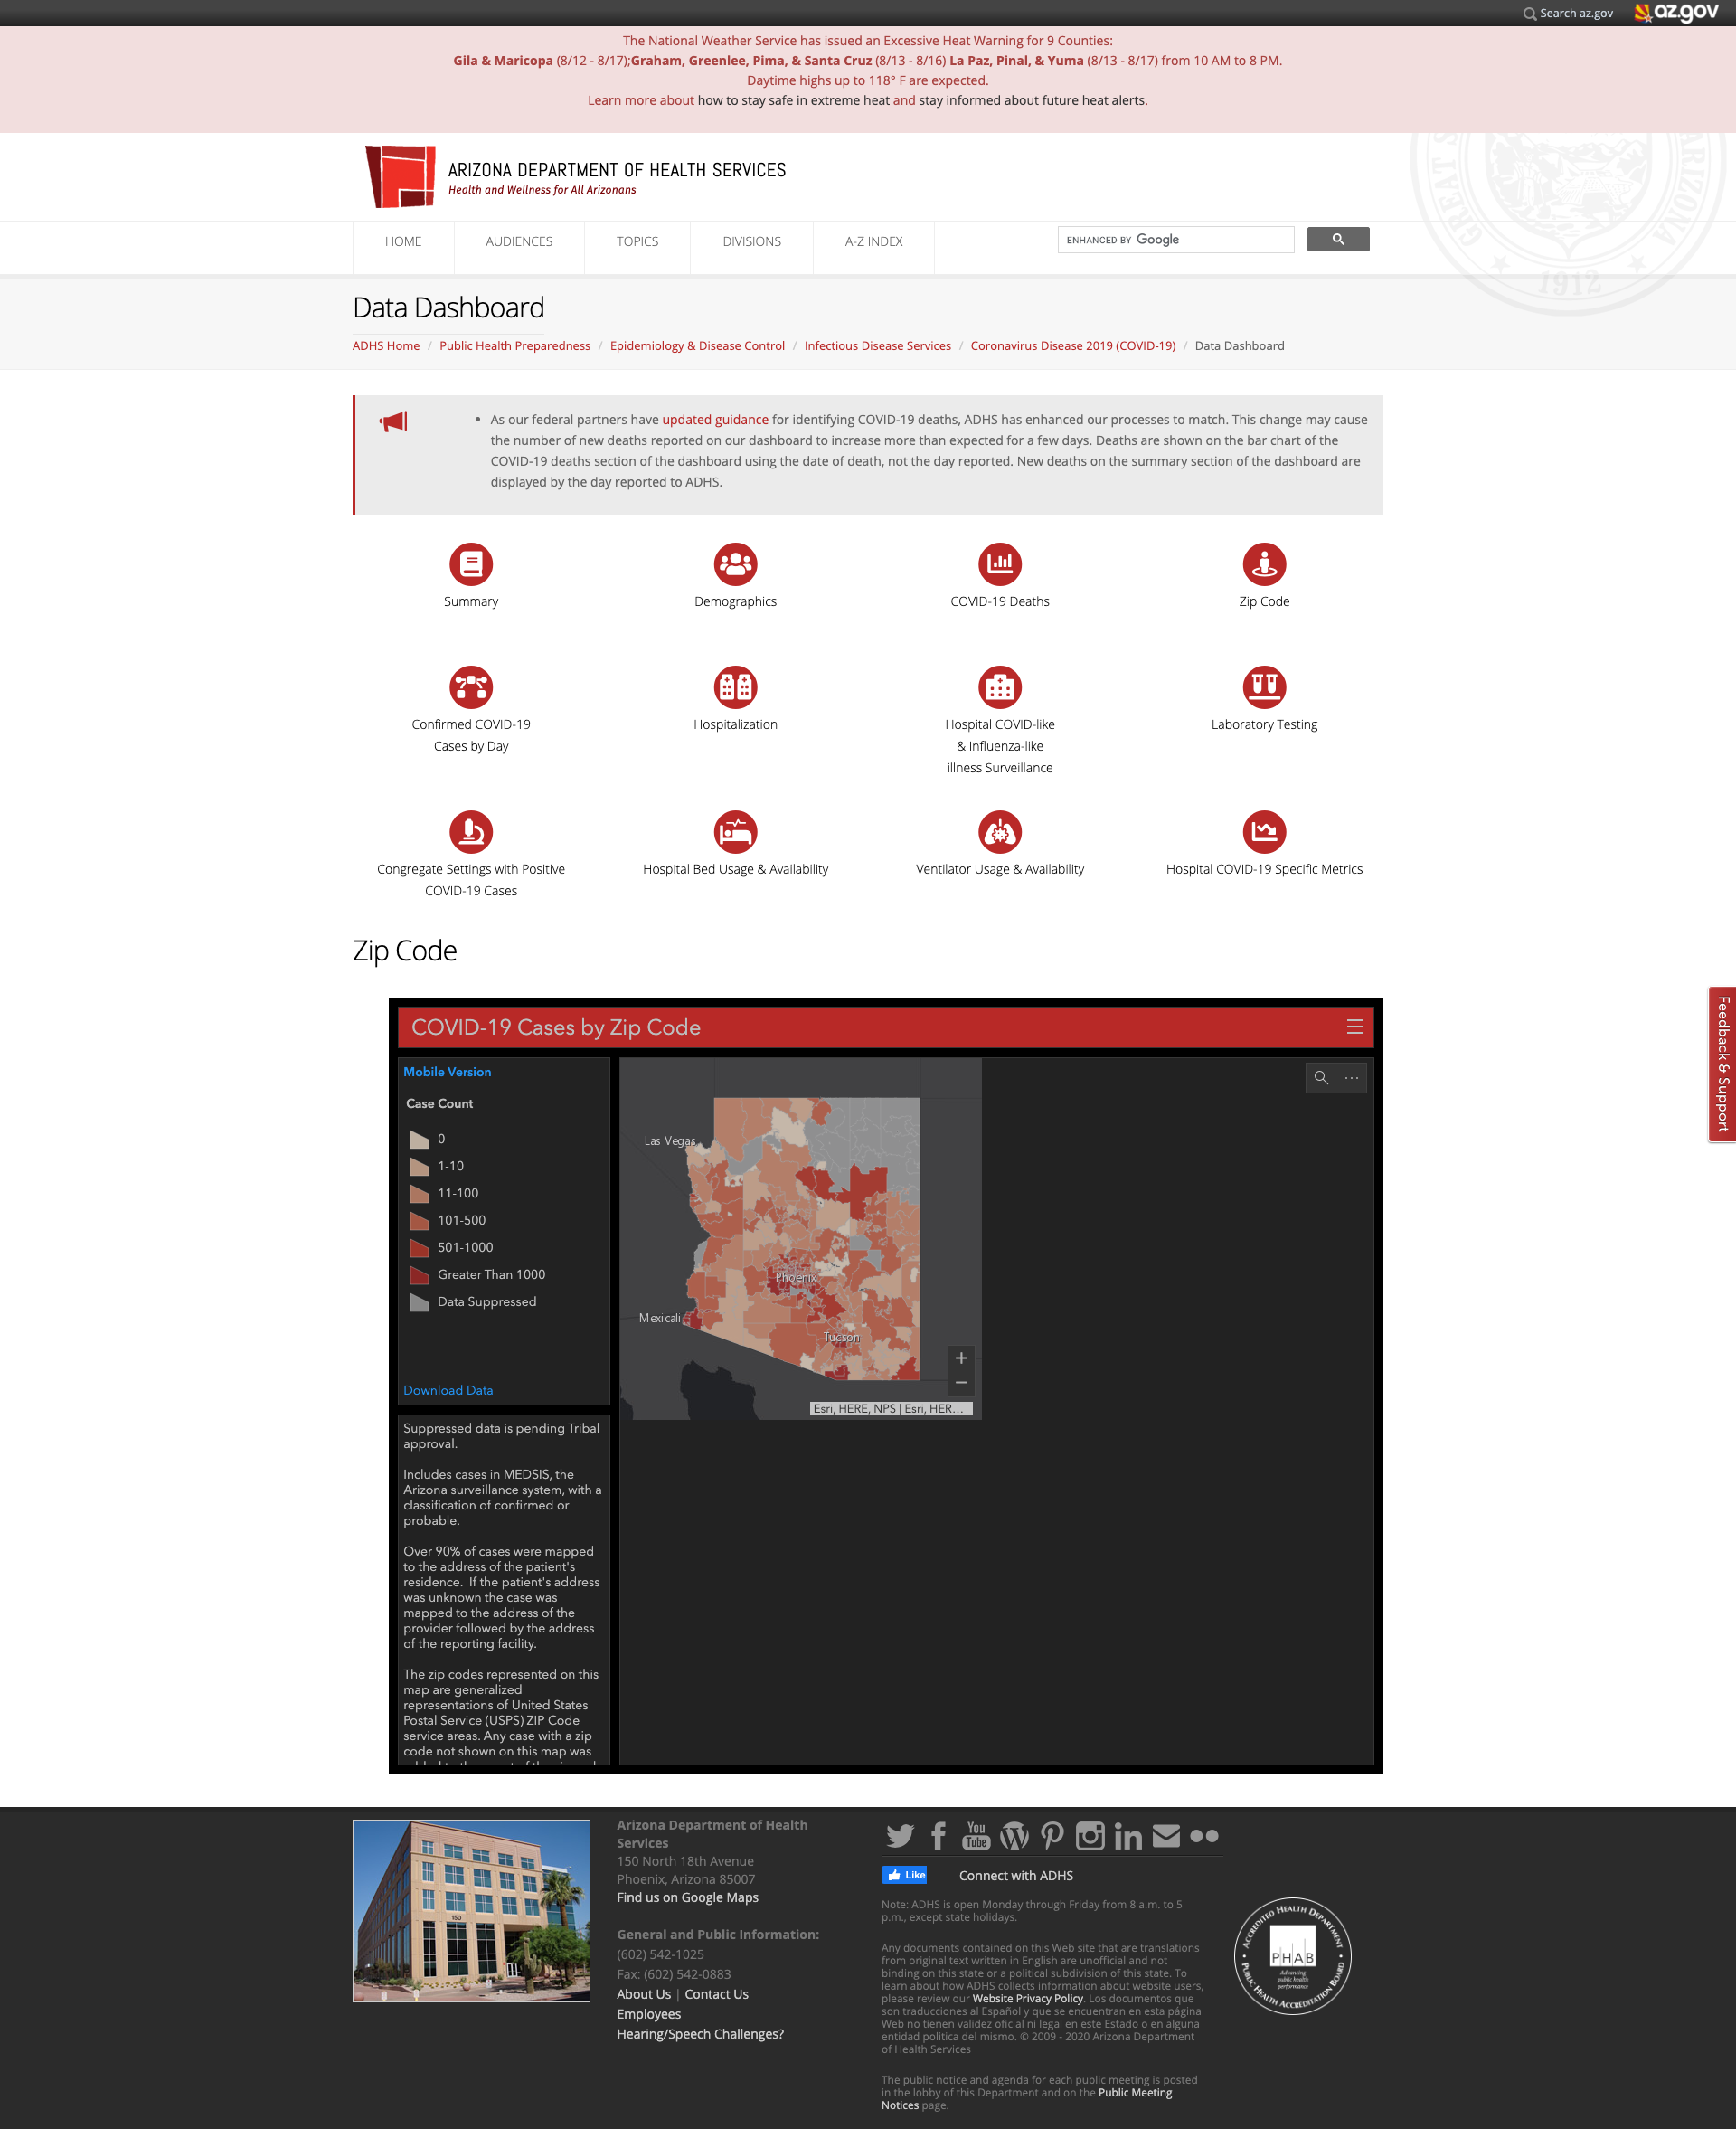 Search az.gov
az.gov
The National Weather Service has issued an Excessive Heat Warning for 9 Counties:
Gila & Maricopa (8/12 - 8/17);Graham, Greenlee, Pima, & Santa Cruz (8/13 - 8/16) La Paz, Pinal, & Yuma (8/13 - 8/17) from 10 AM to 8 PM.
Daytime highs up to 118° F are expected.
Learn more about how to stay safe in extreme heat and stay informed about future heat alerts.
ARIZONA DEPARTMENT OF HEALTH SERVICES
Health and Wellness for All Arizonans
HOME
AUDIENCES
TOPICS
DIVISIONS
A-Z INDEX
ENHANCED BY Google
1912
Data Dashboard
ADHS Home / Public Health Preparedness / Epidemiology & Disease Control / Infectious Disease Services / Coronavirus Disease 2019 (COVID-19) / Data Dashboard
• As our federal partners have updated guidance for identifying COVID-19 deaths, ADHS has enhanced our processes to match. This change may cause
the number of new deaths reported on our dashboard to increase more than expected for a few days. Deaths are shown on the bar chart of the
COVID-19 deaths section of the dashboard using the date of death, not the day reported. New deaths on the summary section of the dashboard are
displayed by the day reported to ADHS.
Summary
Demographics
COVID-19 Deaths
Zip Code
Confirmed COVID-19
Cases by Day
Hospitalization
Hospital COVID-like
& Influenza-like
illness Surveillance
Laboratory Testing
Congregate Settings with Positive
COVID-19 Cases
Hospital Bed Usage & Availability
Ventilator Usage & Availability
Hospital COVID-19 Specific Metrics
Zip Code
Feedback & Support
COVID-19 Cases by Zip Code
Mobile Version
Case Count
0
1-10
11-100
101-500
501-1000
Greater Than 1000
Data Suppressed
Download Data
Las Vegas
Phoenix
Mexicali
Tucson
+
−
Esri, HERE, NPS | Esri, HER...
Suppressed data is pending Tribal
approval.
Includes cases in MEDSIS, the
Arizona surveillance system, with a
classification of confirmed or
probable.
Over 90% of cases were mapped
to the address of the patient's
residence. If the patient's address
was unknown the case was
mapped to the address of the
provider followed by the address
of the reporting facility.
The zip codes represented on this
map are generalized
representations of United States
Postal Service (USPS) ZIP Code
service areas. Any case with a zip
code not shown on this map was
150
Arizona Department of Health
Services
150 North 18th Avenue
Phoenix, Arizona 85007
Find us on Google Maps
General and Public Information:
(602) 542-1025
Fax: (602) 542-0883
About Us | Contact Us
Employees
Hearing/Speech Challenges?
You
Tube
Like
Connect with ADHS
Note: ADHS is open Monday through Friday from 8 a.m. to 5
p.m., except state holidays.
Any documents contained on this Web site that are translations
from original text written in English are unofficial and not
binding on this state or a political subdivision of this state. To
learn about how ADHS collects information about website users,
please review our Website Privacy Policy. Los documentos que
son traducciones al Español y que se encuentran en esta página
Web no tienen validez oficial ni legal en este Estado o en alguna
entidad politica del mismo. © 2009 - 2020 Arizona Department
of Health Services
The public notice and agenda for each public meeting is posted
in the lobby of this Department and on the Public Meeting
Notices page.
ACCREDITED HEALTH DEPARTMENT
PHAB
Advancing
public health
performance
PUBLIC HEALTH ACCREDITATION BOARD